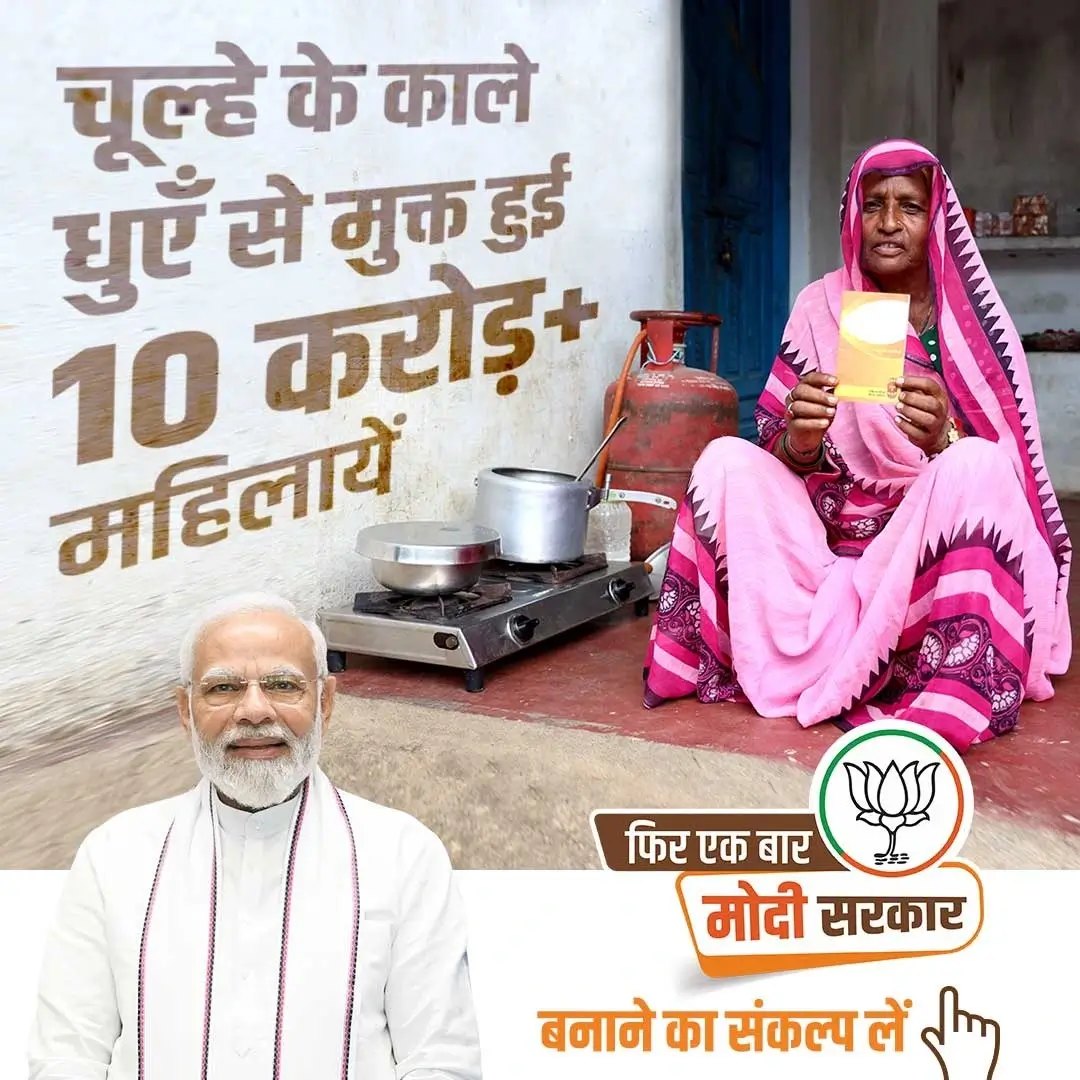 चूल्हे के काले
धुएँ से मुक्त हुई
10 करोड़+
महिलायें
फिर एक बार
मोदी सरकार
बनाने का संकल्प लें